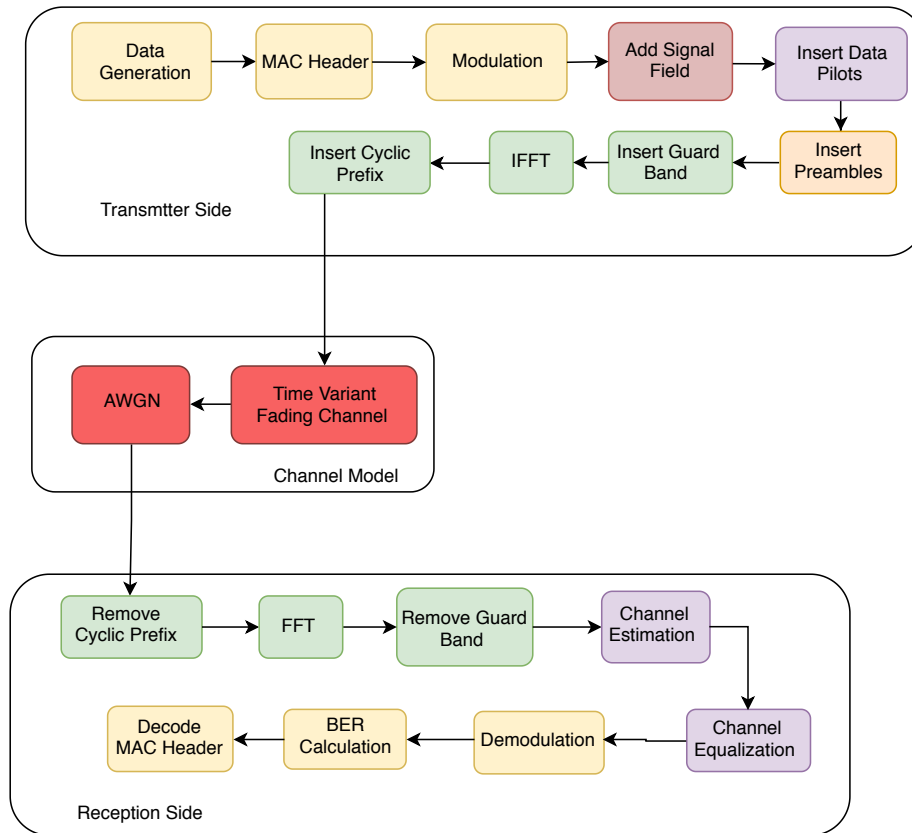 Data
Generation
MAC Header
Modulation
Add Signal
Field
Insert Data
Pilots
Insert Cyclic
Prefix
IFFT
Insert Guard
Band
Insert
Preambles
Transmtter Side
AWGN
Time Variant
Fading Channel
Channel Model
Remove
Cyclic Prefix
FFT
Remove Guard
Band
Channel
Estimation
Decode
MAC Header
BER
Calculation
Demodulation
Channel
Equalization
Reception Side